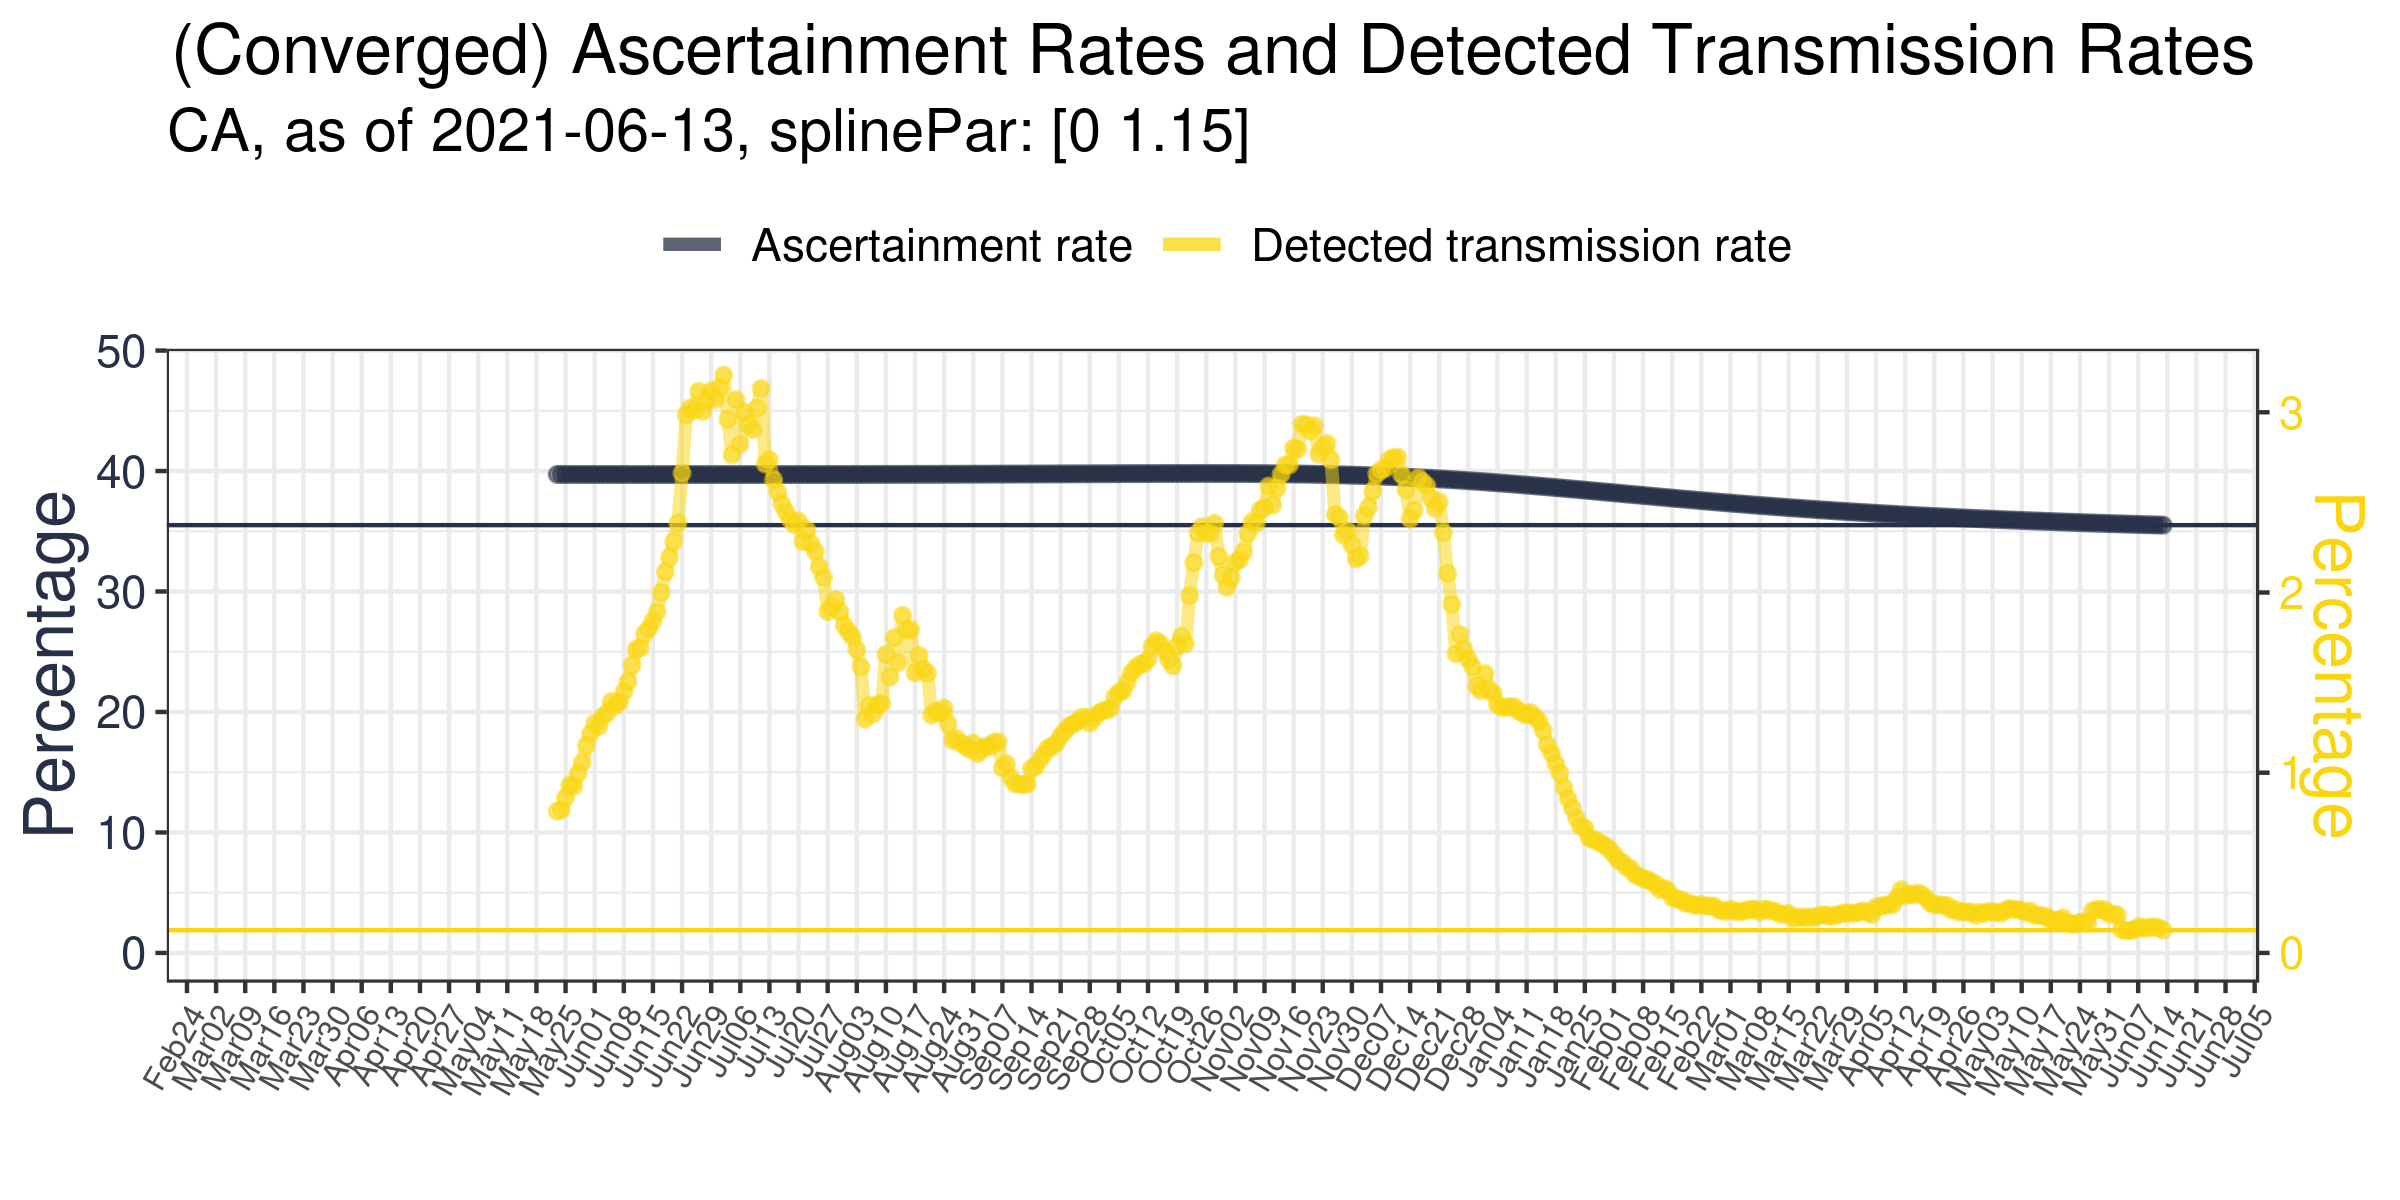 (Converged) Ascertainment Rates and Detected Transmission Rates
CA, as of 2021-06-13, splinePar: [0 1.15]
Ascertainment rate
Detected transmission rate
Percentage
50
40
30
20
10
0
3
2
1
0
Percentage
Feb24
Mar02
Mar09
Mar16
Mar23
Mar30
Apr06
Apr13
Apr20
Apr27
May04
May11
May18
May25
Jun01
Jun08
Jun15
Jun22
Jun29
Jul06
Jul13
Jul20
Jul27
Aug03
Aug10
Aug17
Aug24
Aug31
Sep07
Sep14
Sep21
Sep28
Oct05
Oct12
Oct19
Oct26
Nov02
Nov09
Nov16
Nov23
Nov30
Dec07
Dec14
Dec21
Dec28
Jan04
Jan11
Jan18
Jan25
Feb01
Feb08
Feb15
Feb22
Mar01
Mar08
Mar15
Mar22
Mar29
Apr05
Apr12
Apr19
Apr26
May03
May10
May17
May24
May31
Jun07
Jun14
Jun21
Jun28
Jul05